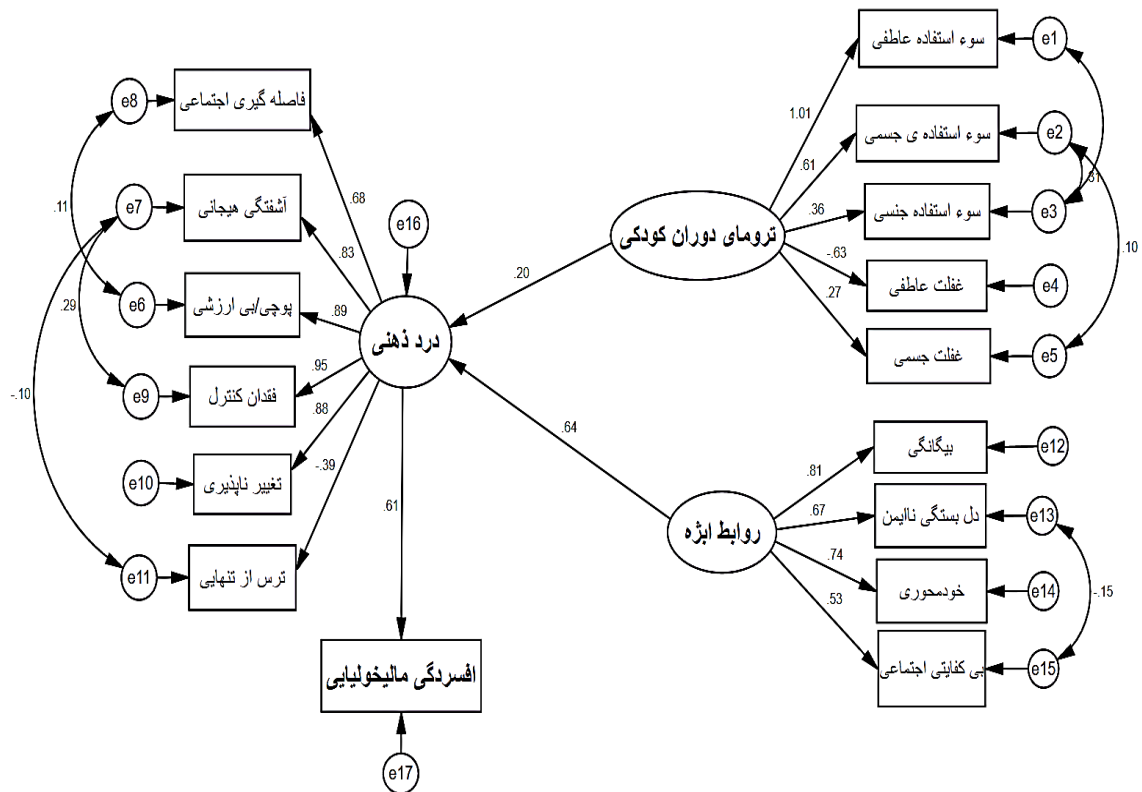 سوء استفاده عاطفی
e1
e8
فاصله گیری اجتماعی
1.01
e2
سوء استفاده ی جسمی
.61
.11
.68
e7
آشفتگی هیجانی
e16
ترومای دوران کودکی
.36
سوء استفاده جنسی
e3
.31
.10
-.63
غفلت عاطفی
e4
.83
.20
.27
e6
پوچی/بی ارزشی
.89
.29
درد ذهنی
غفلت جسمی
e5
.95
-.10
e9
فقدان کنترل
.88
.64
بیگانگی
e12
.81
-.39
e10
تغییر ناپذیری
.61
.67
دل بستگی ناایمن
e13
روابط ابژه
.74
e11
ترس از تنهایی
خودمحوری
e14
-.15
.53
بی کفایتی اجتماعی
e15
افسردگی مالیخولیایی
e17